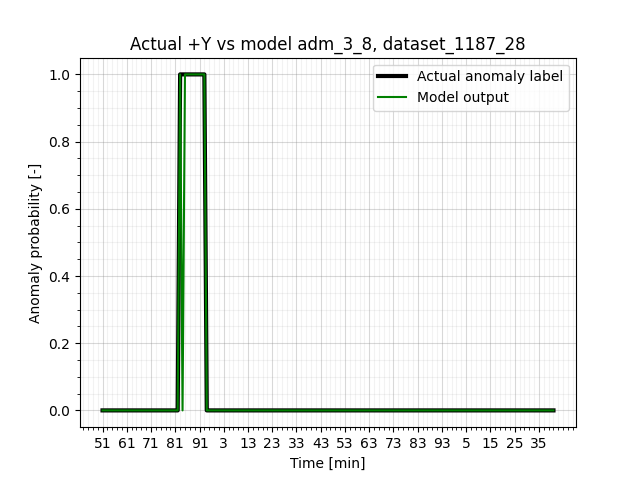 Actual +Y vs model adm_3_8, dataset_1187_28
Actual anomaly label
Model output
Anomaly probability [-]
1.0
0.8
0.6
0.4
0.2
0.0
51 61 71 81 91 3 13 23 33 43 53 63 73 83 93 5 15 25 35
Time [min]